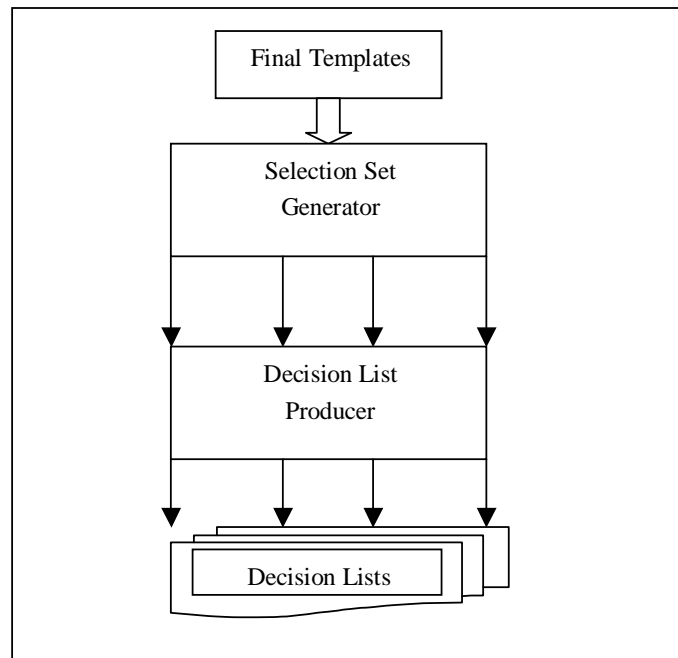 Final Templates
Selection Set
Generator
Decision List
Producer
Decision Lists